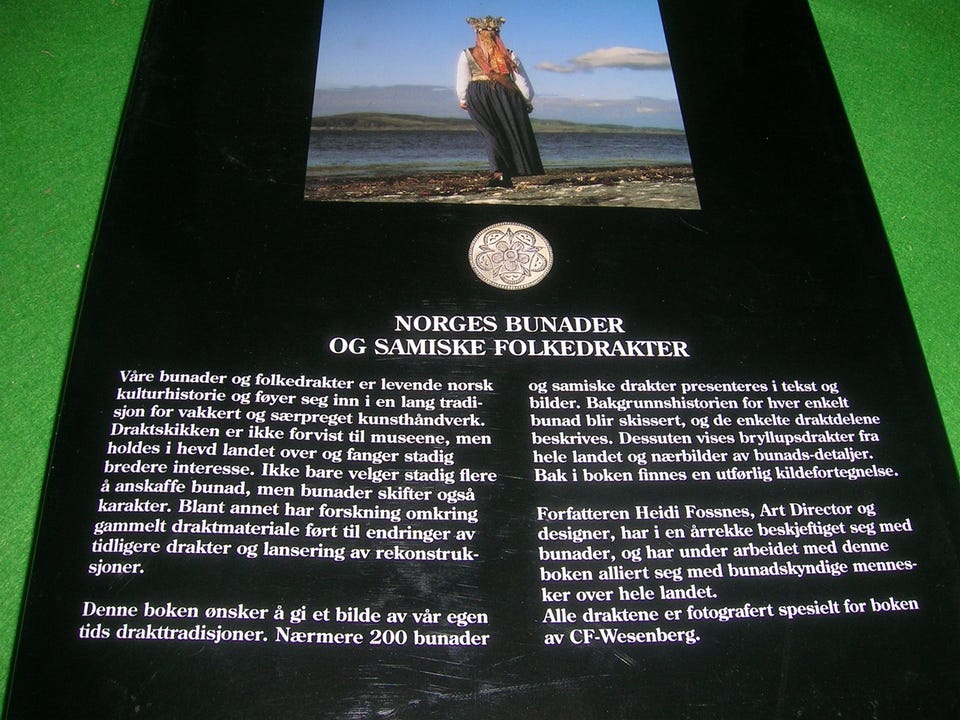 NORGES BUNADER
OG SAMISKE FOLKEDRAKTER
Våre bunader og folkedrakter er levende norsk
kulturhistorie og føyer seg inn i en lang tradi-
sjon for vakkert og særpreget kunsthåndverk.
Draktskikken er ikke forvist til museene, men
holdes i hevd landet over og fanger stadig
bredere interesse. Ikke bare velger stadig flere
å anskaffe bunad, men bunader skifter også
karakter. Blant annet har forskning omkring
gammelt draktmateriale ført til endringer av
tidligere drakter og lansering av rekonstruk-
sjoner.
Denne boken ønsker å gi et bilde av vår egen
tids drakttradisjoner. Nærmere 200 bunader
og samiske drakter presenteres i tekst og
bilder. Bakgrunnshistorien for hver enkelt
bunad blir skissert, og de enkelte draktdelene
beskrives. Dessuten vises bryllupsdrakter fra
hele landet og nærbilder av bunads-detaljer.
Bak i boken finnes en utførlig kildefortegnelse.
Forfatteren Heidi Fossnes, Art Director og
designer, har i en årrekke beskjeftiget seg med
bunader, og har under arbeidet med denne
boken alliert seg med bunadskyndige mennes-
ker over hele landet.
Alle draktene er fotografert spesielt for boken
av CF-Wesenberg.